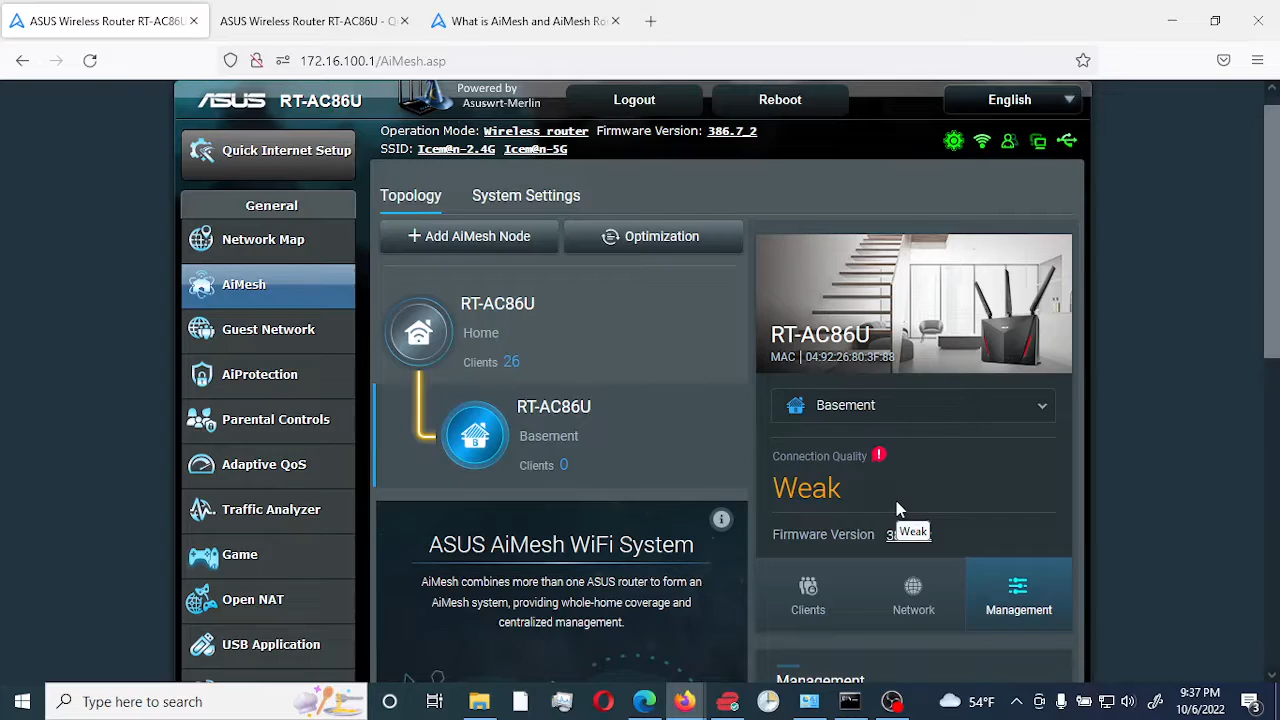 ASUS Wireless Router RT-AC86U
ASUS Wireless Router RT-AC86U - Q
What is AiMesh and AiMesh Ro
172.16.100.1/AiMesh.asp
ASUS RT-AC86U
Powered by
Asuswrt-Merlin
Logout
Reboot
English
Quick Internet Setup
Operation Mode: Wireless router Firmware Version: 386.7_2
SSID: Icem@n-2.4G Icem@n-5G
General
Network Map
AiMesh
Guest Network
AiProtection
Parental Controls
Adaptive QoS
Traffic Analyzer
Game
Open NAT
USB Application
Topology
System Settings
+ Add AiMesh Node
Optimization
RT-AC86U
Home
Clients 26
RT-AC86U
Basement
Clients 0
B
ASUS AiMesh WiFi System
AiMesh combines more than one ASUS router to form an
AiMesh system, providing whole-home coverage and
centralized management.
RT-AC86U
MAC | 04:92:26:80:3F:88
Basement
Connection Quality !
Weak
Firmware Version
Weak
Clients
Network
Management
Management
Type here to search
54°F
9:37 PM
10/6/2022
3